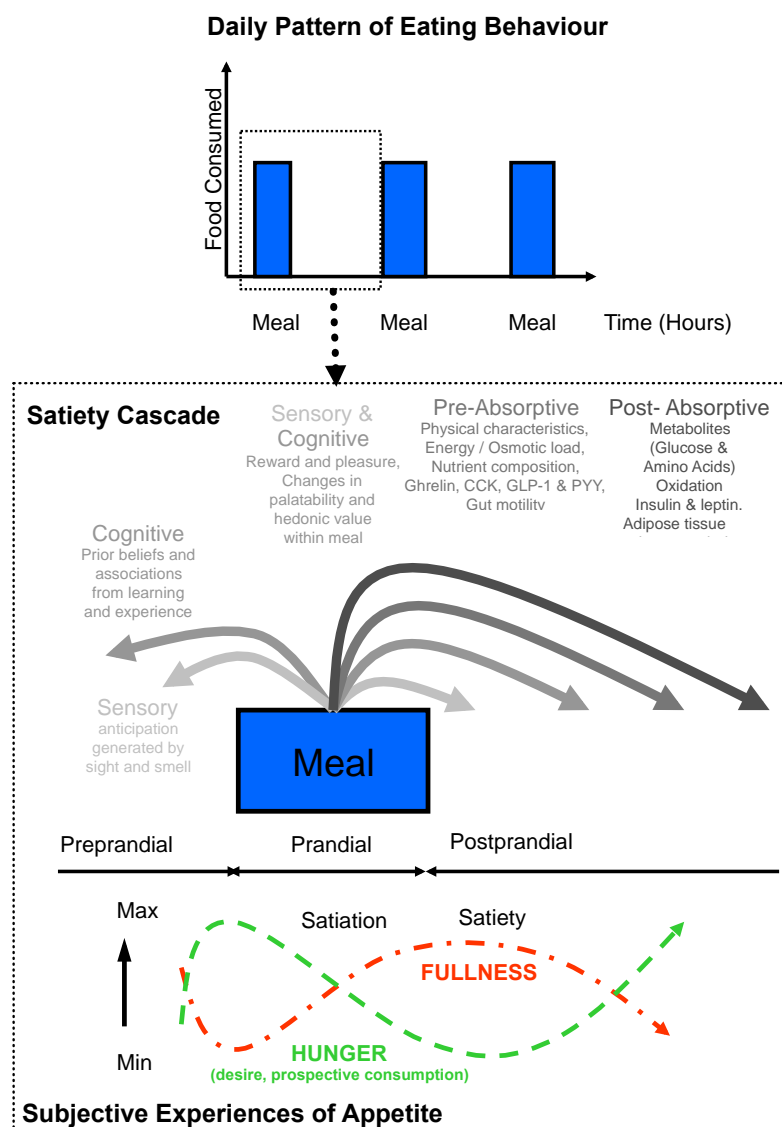 Daily Pattern of Eating Behaviour
Food Consumed
Meal
Meal
Meal
Time (Hours)
Satiety Cascade
Sensory &
Cognitive
Reward and pleasure,
Changes in
palatability and
hedonic value
within meal
Pre-Absorptive
Physical characteristics,
Energy / Osmotic load,
Nutrient composition,
Ghrelin, CCK, GLP-1 & PYY,
Gut motility
Post- Absorptive
Metabolites
(Glucose &
Amino Acids)
Oxidation
Insulin & leptin.
Adipose tissue
Cognitive
Prior beliefs and
associations
from learning
and experience
Sensory
anticipation
generated by
sight and smell
Meal
Preprandial
Prandial
Postprandial
Max
Satiation
Satiety
FULLNESS
HUNGER
(desire, prospective consumption)
Min
Subjective Experiences of Appetite